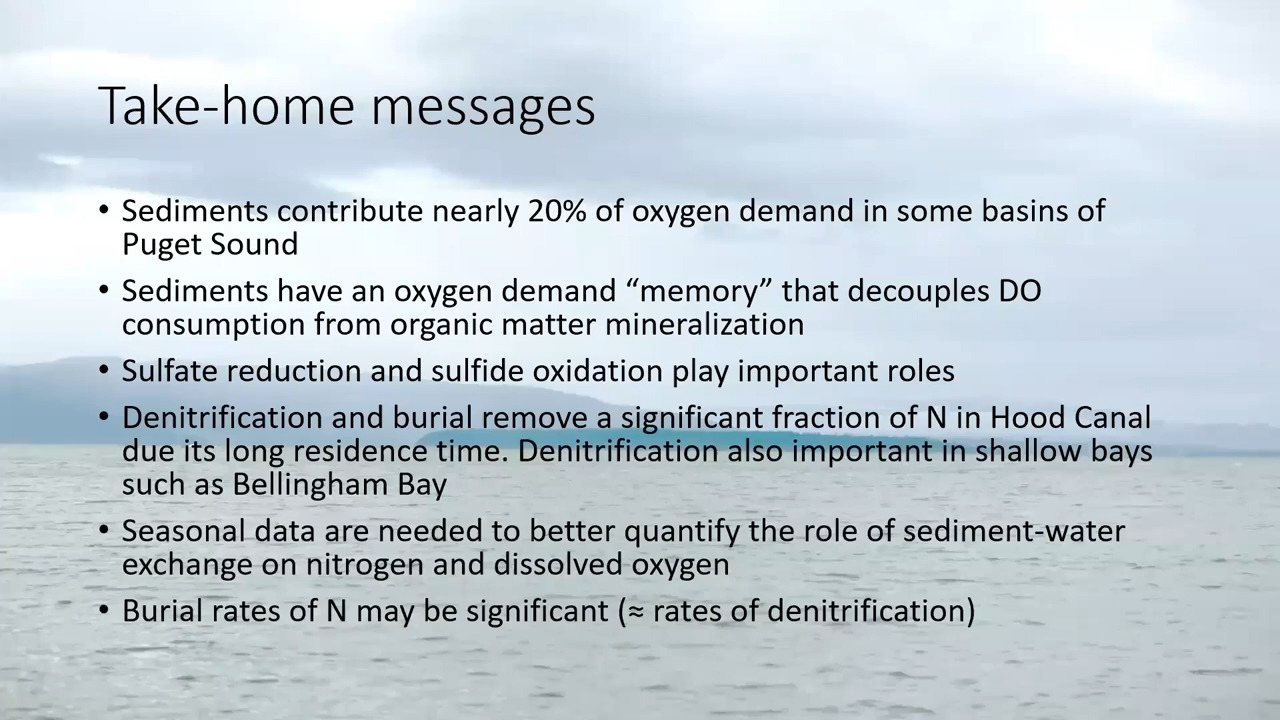 Take-home messages
• Sediments contribute nearly 20% of oxygen demand in some basins of
Puget Sound
• Sediments have an oxygen demand “memory” that decouples DO
consumption from organic matter mineralization
• Sulfate reduction and sulfide oxidation play important roles
• Denitrification and burial remove a significant fraction of N in Hood Canal
due its long residence time. Denitrification also important in shallow bays
such as Bellingham Bay
• Seasonal data are needed to better quantify the role of sediment-water
exchange on nitrogen and dissolved oxygen
• Burial rates of N may be significant (≈ rates of denitrification)